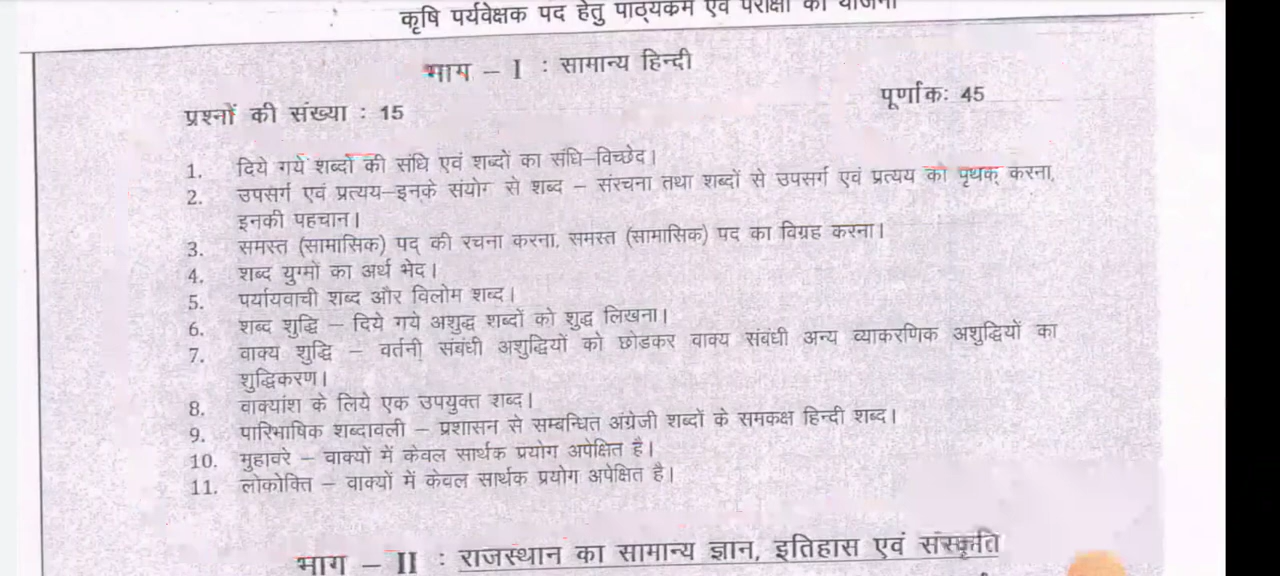 कृषि पर्यवेक्षक पद हेतु पाठ्यक्रम एवं परीक्षा की योजना
भाग – I : सामान्य हिन्दी
पूर्णांकः 45
प्रश्नों की संख्या : 15
1. दिये गये शब्दों की संधि एवं शब्दों का संधि–विच्छेद।
2. उपसर्ग एवं प्रत्यय–इनके संयोग से शब्द – संरचना तथा शब्दों से उपसर्ग एवं प्रत्यय को पृथक् करना,
इनकी पहचान।
3. समस्त (सामासिक) पद् की रचना करना, समस्त (सामासिक) पद का विग्रह करना।
4. शब्द युग्मों का अर्थ भेद।
5. पर्यायवाची शब्द और विलोम शब्द।
6. शब्द शुद्धि – दिये गये अशुद्ध शब्दों को शुद्ध लिखना।
7. वाक्य शुद्धि – वर्तनी संबंधी अशुद्धियों को छोडकर वाक्य संबंधी अन्य व्याकरणिक अशुद्धियों का
शुद्धिकरण।
8. वाक्यांश के लिये एक उपयुक्त शब्द।
9. पारिभाषिक शब्दावली – प्रशासन से सम्बन्धित अंग्रेजी शब्दों के समकक्ष हिन्दी शब्द।
10. मुहावरे – वाक्यों में केवल सार्थक प्रयोग अपेक्षित है।
11. लोकोक्ति – वाक्यों में केवल सार्थक प्रयोग अपेक्षित है।
भाग – II : राजस्थान का सामान्य ज्ञान, इतिहास एवं संस्कृति